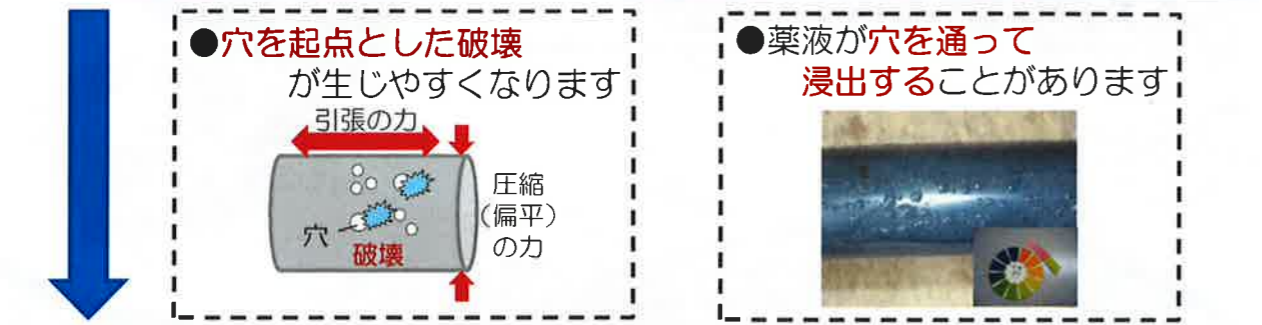 ●穴を起点とした破壊
が生じやすくなります
引張の力
圧縮
（偏平）
の力
穴
破壊
●薬液が穴を通って
浸出することがあります